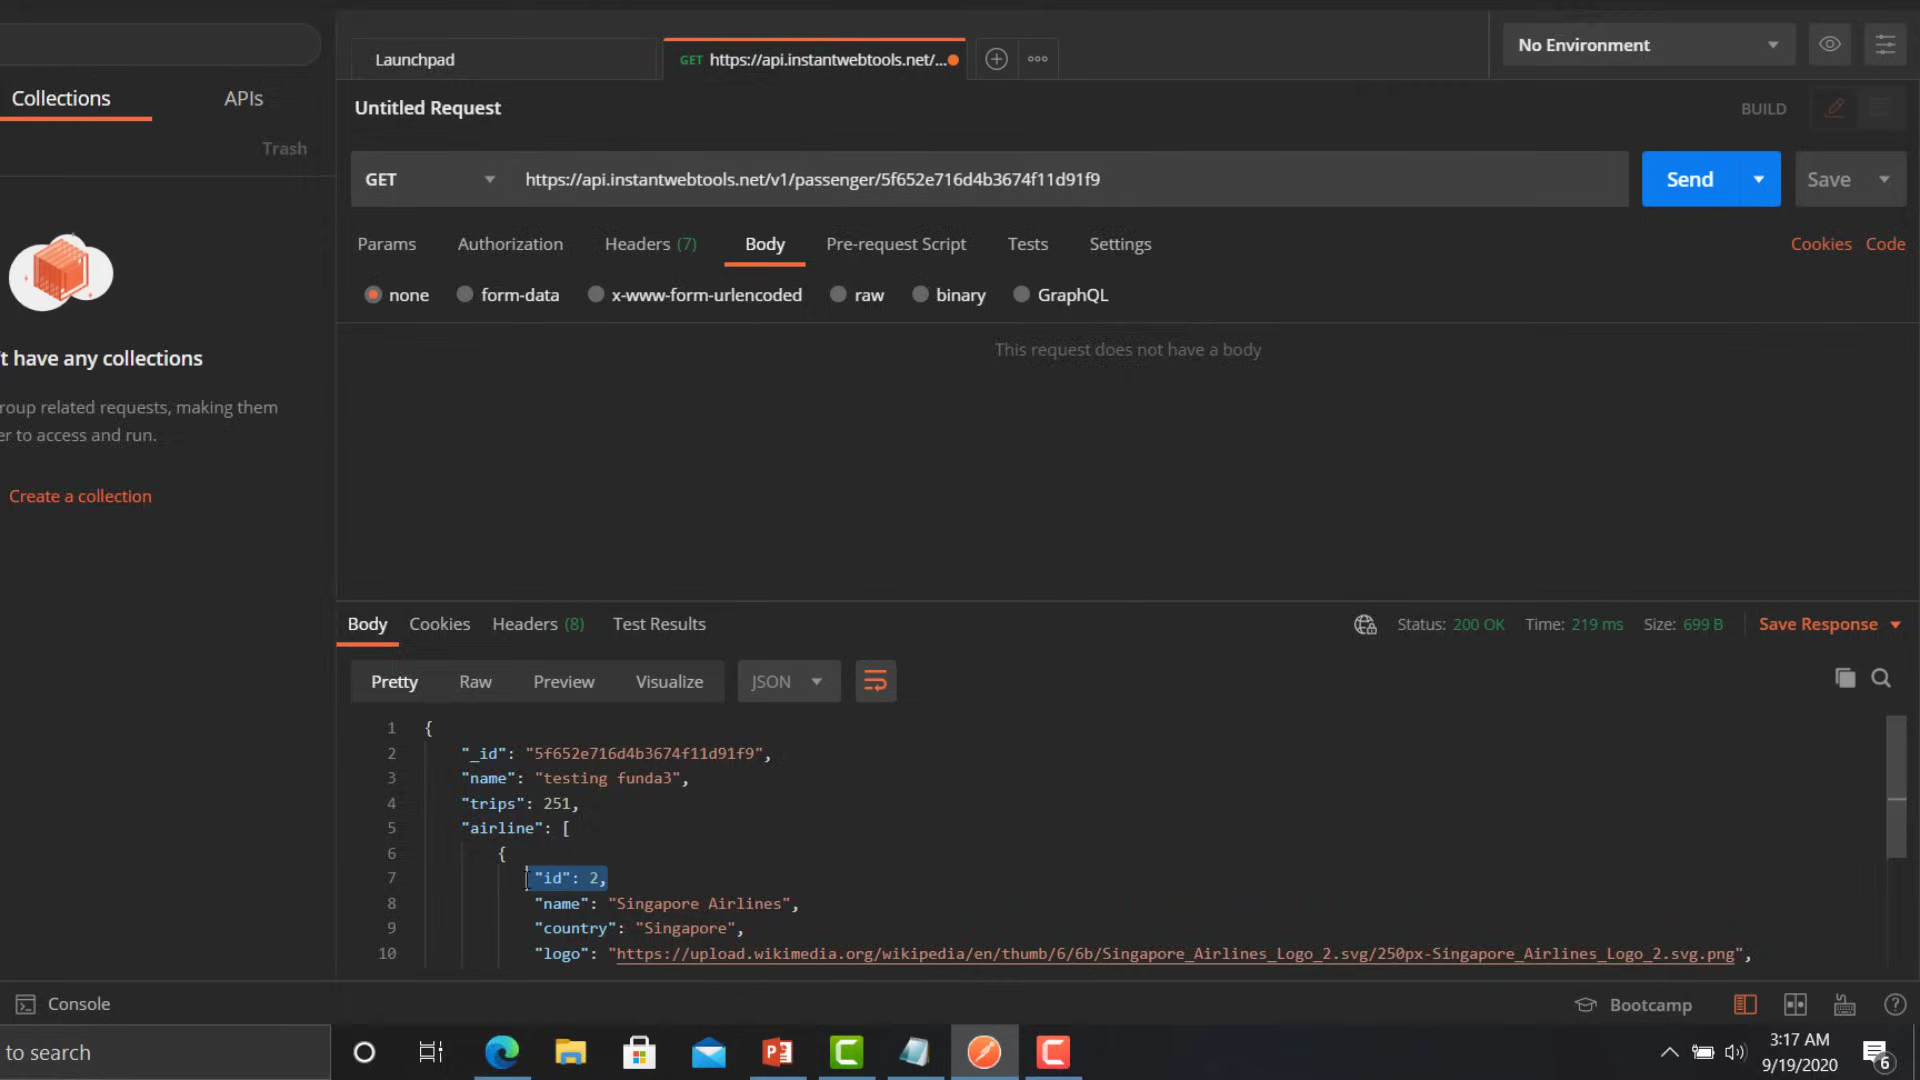 Launchpad
GET https://api.instantwebtools.net/...
No Environment
Collections
APIs
Trash
Untitled Request
BUILD
GET
https://api.instantwebtools.net/v1/passenger/5f652e716d4b3674f11d91f9
Send
Save
Params
Authorization
Headers (7)
Body
Pre-request Script
Tests
Settings
Cookies
Code
none
form-data
x-www-form-urlencoded
raw
binary
GraphQL
This request does not have a body
't have any collections
roup related requests, making them
er to access and run.
Create a collection
Body
Cookies
Headers (8)
Test Results
Status: 200 OK
Time: 219 ms
Size: 699 B
Save Response
Pretty
Raw
Preview
Visualize
JSON
1 {
2 "_id": "5f652e716d4b3674f11d91f9",
3 "name": "testing funda3",
4 "trips": 251,
5 "airline": [
6 {
7 "id": 2,
8 "name": "Singapore Airlines",
9 "country": "Singapore",
10 "logo": "https://upload.wikimedia.org/wikipedia/en/thumb/6/6b/Singapore_Airlines_Logo_2.svg/250px-Singapore_Airlines_Logo_2.svg.png",
Console
Bootcamp
to search
3:17 AM
9/19/2020
6